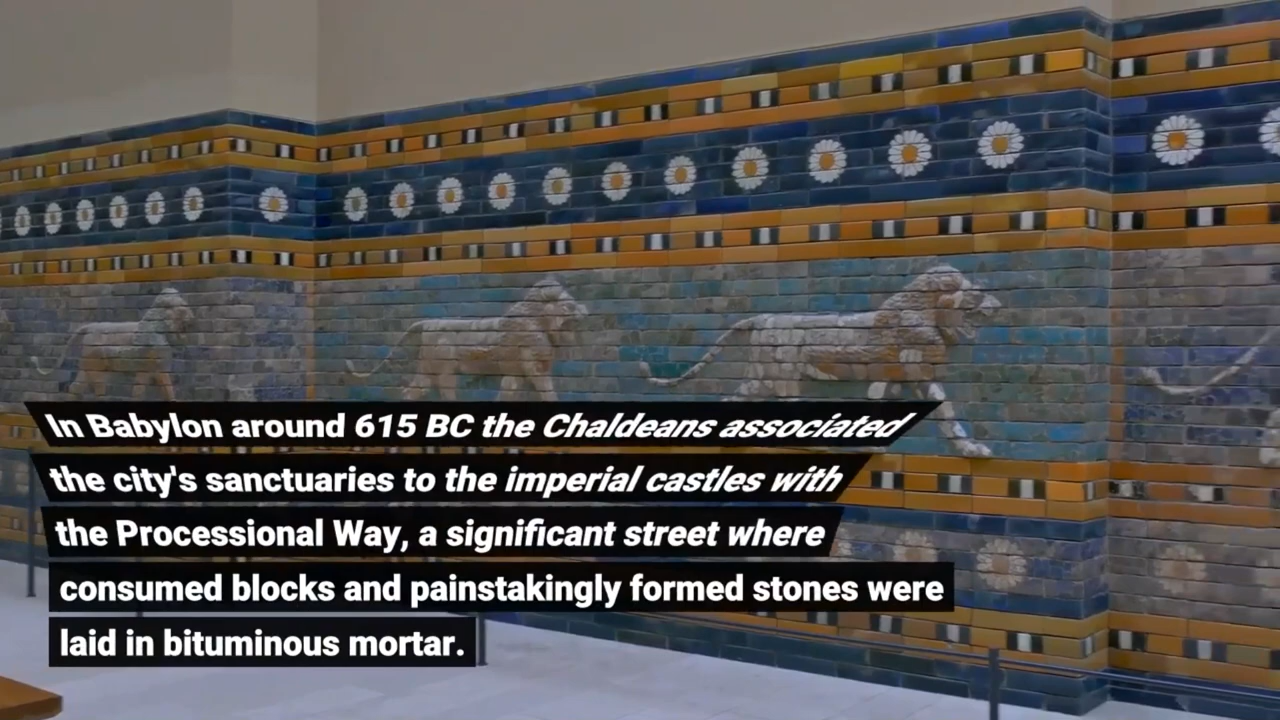 In Babylon around 615 BC the Chaldeans associated
the city's sanctuaries to the imperial castles with
the Processional Way, a significant street where
consumed blocks and painstakingly formed stones were
laid in bituminous mortar.